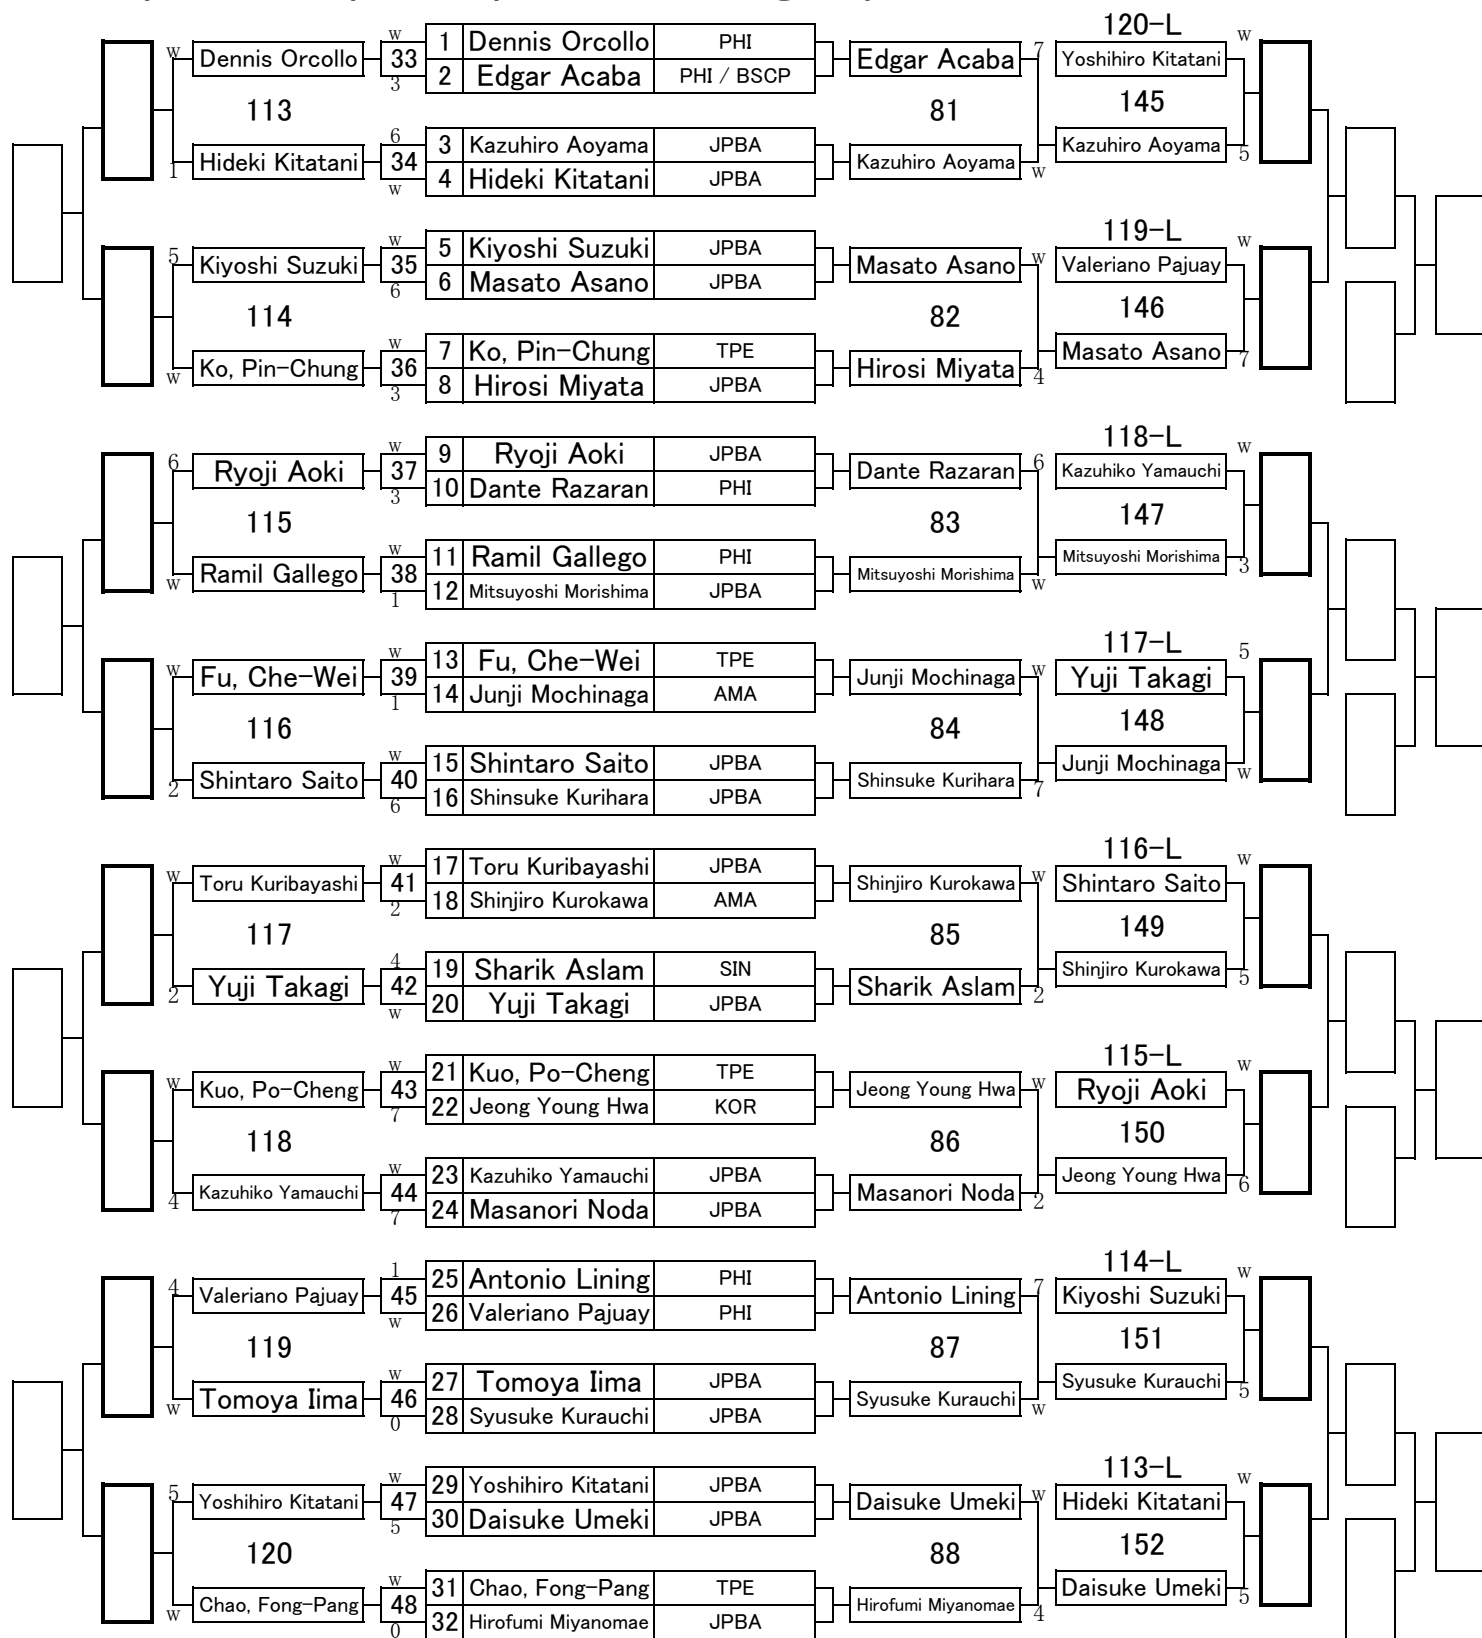 120-L
w w 1 Dennis Orcollo PHI 7 w
Dennis Orcollo 33 Edgar Acaba Yoshihiro Kitatani
3 2 Edgar Acaba PHI / BSCP
113 81 145
6 3 Kazuhiro Aoyama JPBA Kazuhiro Aoyama 5
1 Hideki Kitatani 34 Kazuhiro Aoyama w
w 4 Hideki Kitatani JPBA
119-L
5 w 5 Kiyoshi Suzuki JPBA w w
Kiyoshi Suzuki 35 Masato Asano Valeriano Pajuay
6 6 Masato Asano JPBA
114 82 146
w 7 Ko, Pin-Chung TPE Masato Asano 7
w Ko, Pin-Chung 36 Hirosi Miyata 4
3 8 Hirosi Miyata JPBA
118-L
6 w 9 Ryoji Aoki JPBA 6 w
Ryoji Aoki 37 Dante Razaran Kazuhiko Yamauchi
3 10 Dante Razaran PHI
115 83 147
w 11 Ramil Gallego PHI Mitsuyoshi Morishima 3
w Ramil Gallego 38 Mitsuyoshi Morishima w
1 12 Mitsuyoshi Morishima JPBA
117-L
w w 13 Fu, Che-Wei TPE w 5
Fu, Che-Wei 39 Junji Mochinaga Yuji Takagi
1 14 Junji Mochinaga AMA
116 84 148
w 15 Shintaro Saito JPBA Junji Mochinaga w
2 Shintaro Saito 40 Shinsuke Kurihara 7
6 16 Shinsuke Kurihara JPBA
116-L
w w 17 Toru Kuribayashi JPBA w w
Toru Kuribayashi 41 Shinjiro Kurokawa Shintaro Saito
2 18 Shinjiro Kurokawa AMA
117 85 149
4 19 Sharik Aslam SIN Shinjiro Kurokawa 5
2 Yuji Takagi 42 Sharik Aslam 2
w 20 Yuji Takagi JPBA
115-L
w w 21 Kuo, Po-Cheng TPE w w
Kuo, Po-Cheng 43 Jeong Young Hwa Ryoji Aoki
7 22 Jeong Young Hwa KOR
118 86 150
w 23 Kazuhiko Yamauchi JPBA Jeong Young Hwa 6
4 Kazuhiko Yamauchi 44 Masanori Noda 2
7 24 Masanori Noda JPBA
114-L
4 1 25 Antonio Lining PHI 7 w
Valeriano Pajuay 45 Antonio Lining Kiyoshi Suzuki
w 26 Valeriano Pajuay PHI
119 87 151
w 27 Tomoya Iima JPBA Syusuke Kurauchi 5
w Tomoya Iima 46 Syusuke Kurauchi w
0 28 Syusuke Kurauchi JPBA
113-L
5 w 29 Yoshihiro Kitatani JPBA w w
Yoshihiro Kitatani 47 Daisuke Umeki Hideki Kitatani
5 30 Daisuke Umeki JPBA
120 88 152
w 31 Chao, Fong-Pang TPE Daisuke Umeki 5
w Chao, Fong-Pang 48 Hirofumi Miyanomae 4
0 32 Hirofumi Miyanomae JPBA